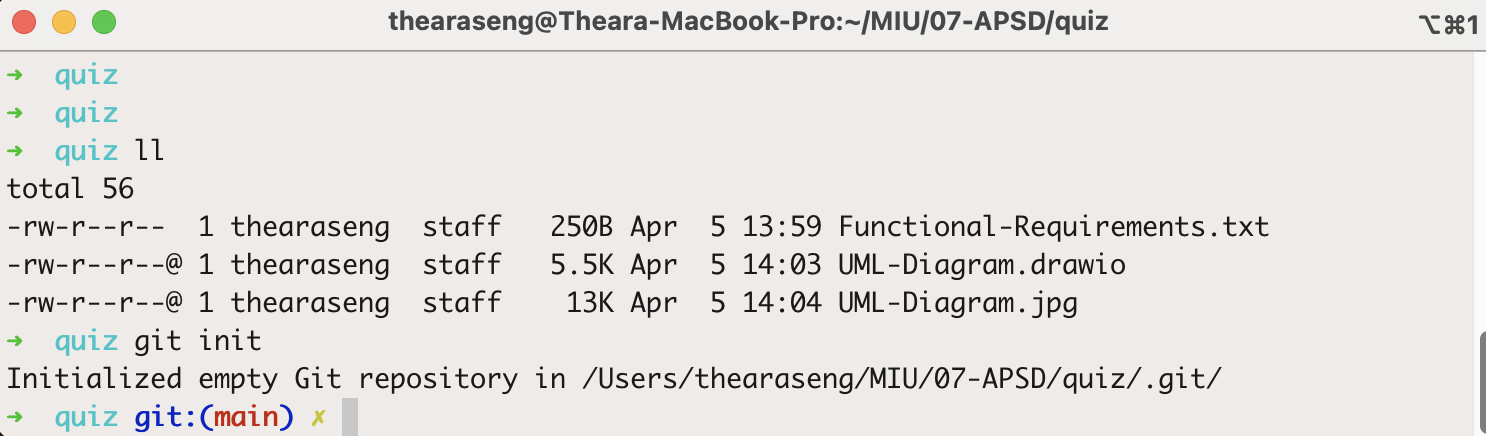 thearaseng@Theara-MacBook-Pro:~/MIU/07-APSD/quiz ⌥⌘1
➜ quiz
➜ quiz
➜ quiz ll
total 56
-rw-r--r--  1 thearaseng  staff   250B Apr  5 13:59 Functional-Requirements.txt
-rw-r--r--@ 1 thearaseng  staff   5.5K Apr  5 14:03 UML-Diagram.drawio
-rw-r--r--@ 1 thearaseng  staff    13K Apr  5 14:04 UML-Diagram.jpg
➜ quiz git init
Initialized empty Git repository in /Users/thearaseng/MIU/07-APSD/quiz/.git/
➜ quiz git:(main) ✗